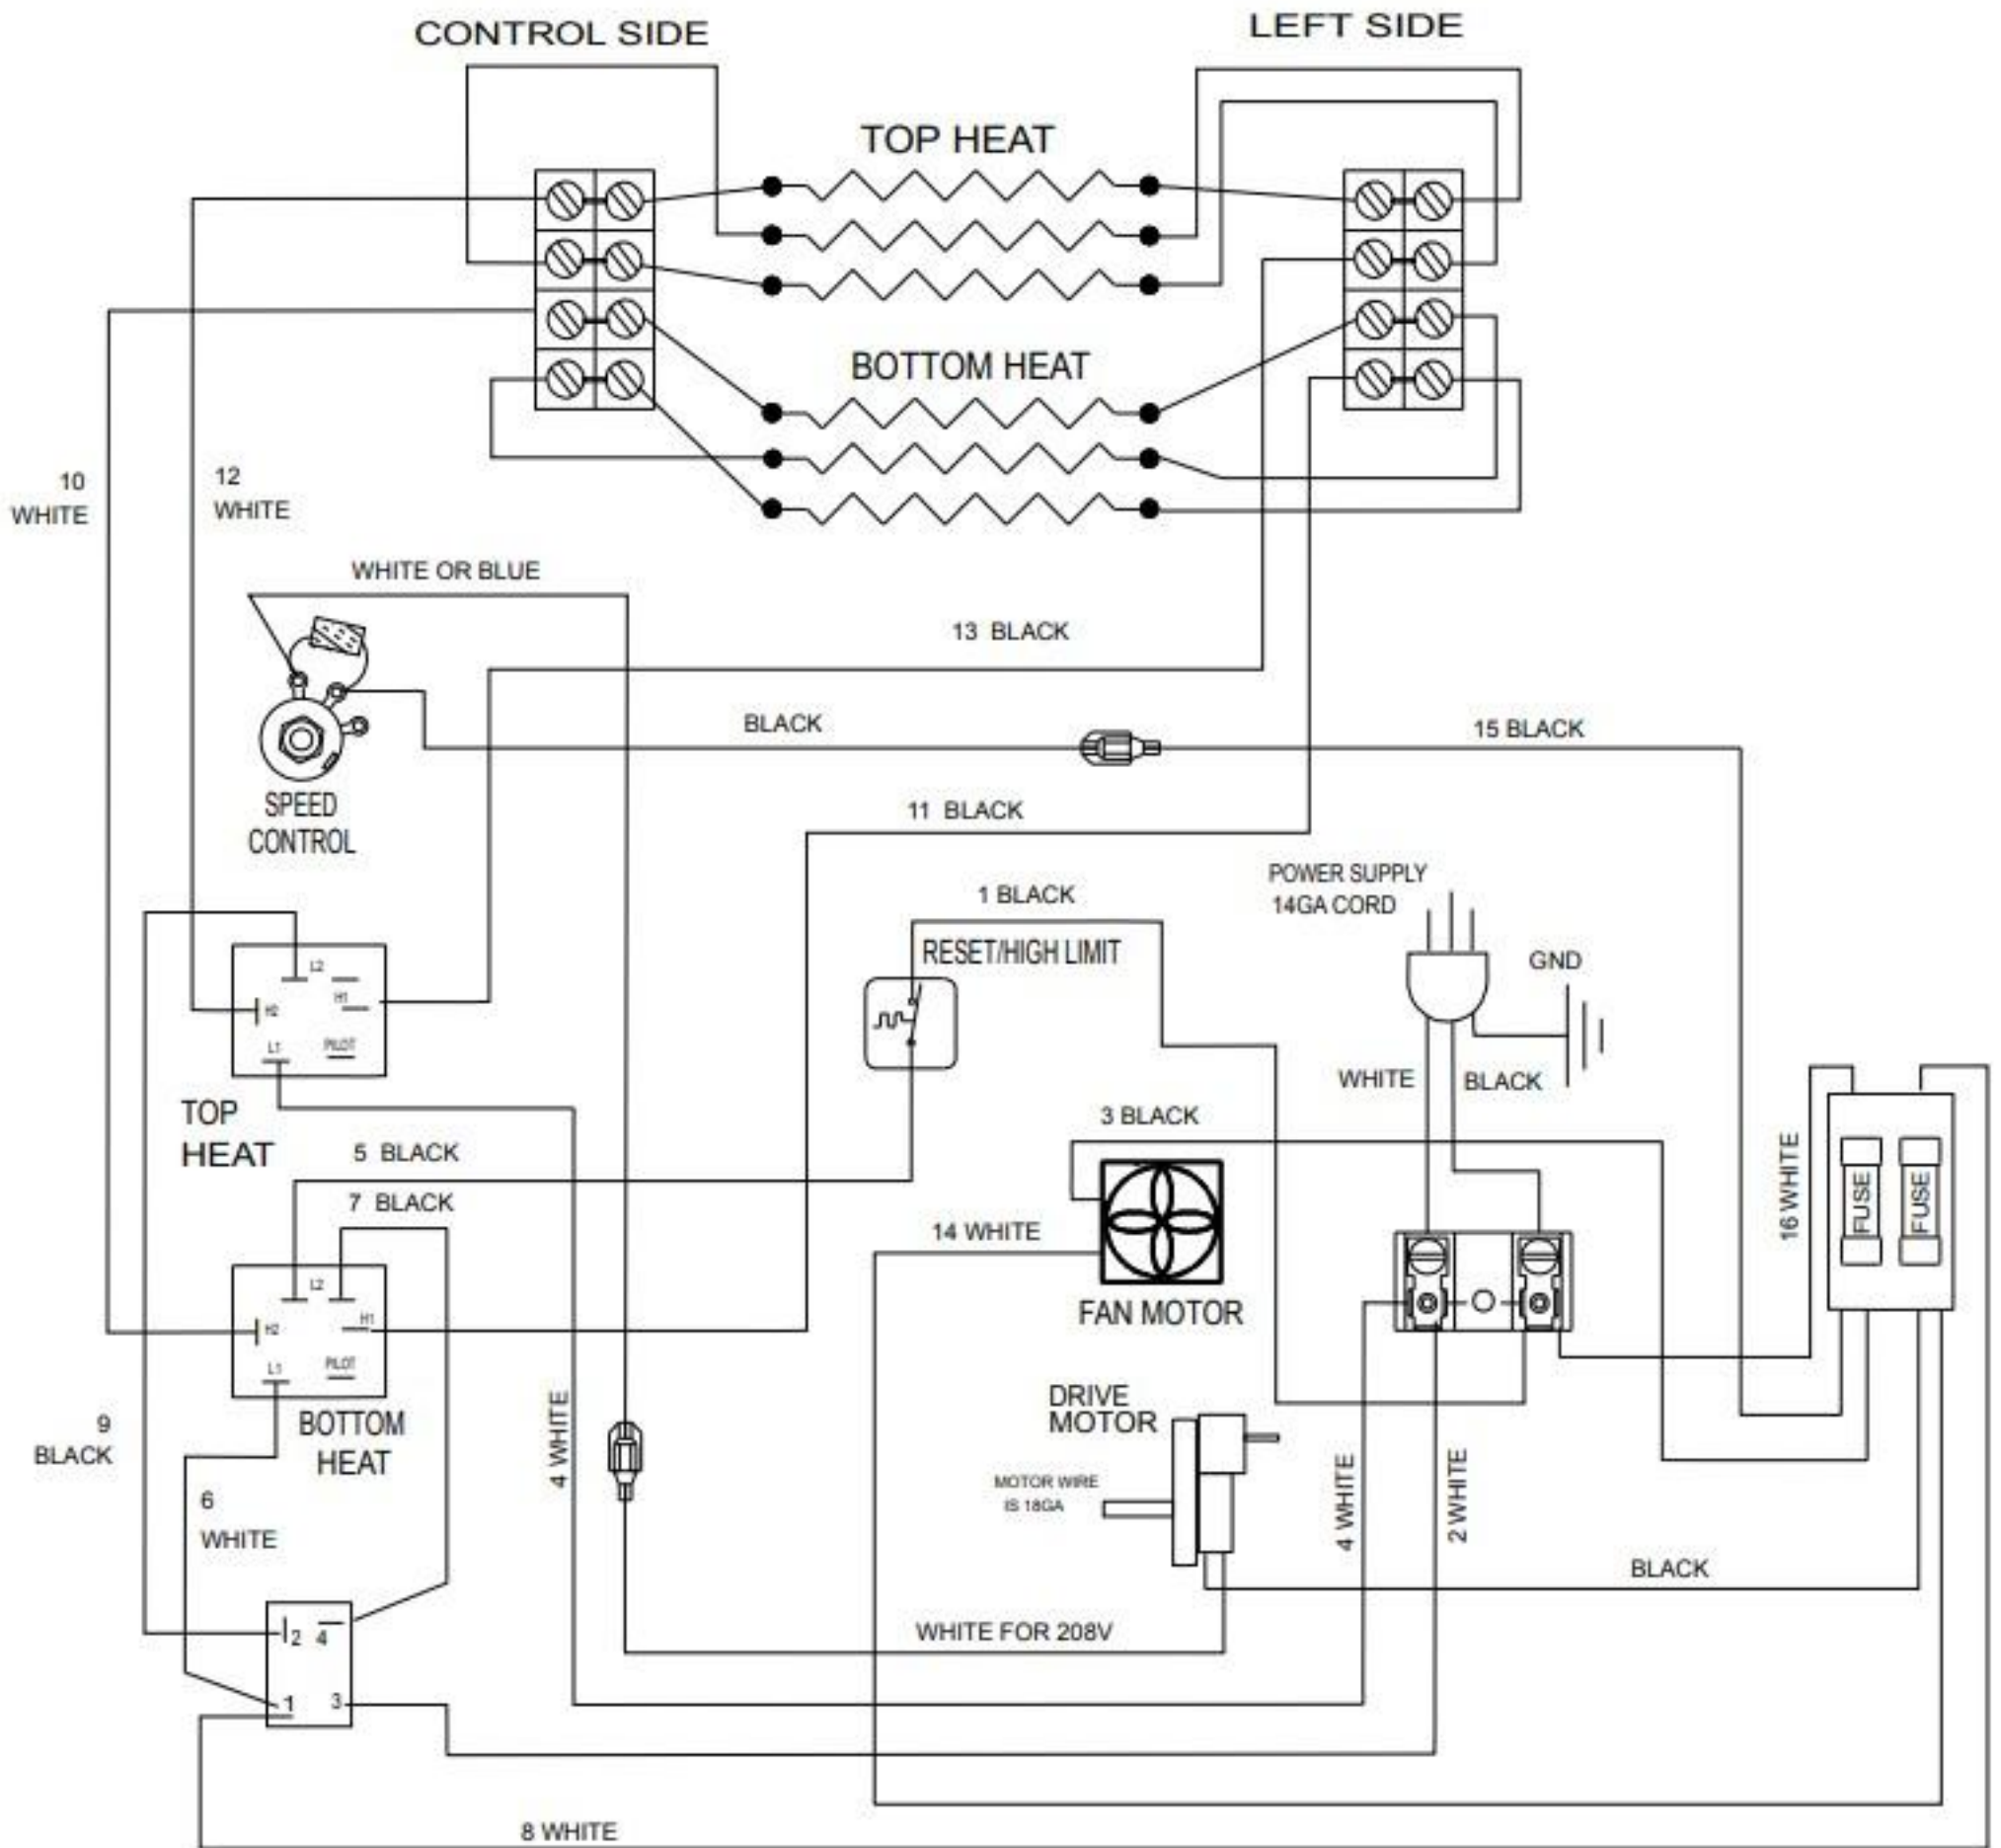 CONTROL SIDE
LEFT SIDE
TOP HEAT
BOTTOM HEAT
10
WHITE
12
WHITE
WHITE OR BLUE
13 BLACK
BLACK
15 BLACK
SPEED
CONTROL
11 BLACK
POWER SUPPLY
14GA CORD
1 BLACK
RESET/HIGH LIMIT
GND
L2
H1
H2
L1
PILOT
WHITE
BLACK
TOP
HEAT
3 BLACK
5 BLACK
7 BLACK
16 WHITE
FUSE
FUSE
14 WHITE
FAN MOTOR
L2
H1
H2
L1
PILOT
DRIVE
MOTOR
9
BLACK
BOTTOM
HEAT
4 WHITE
MOTOR WIRE
IS 18GA
4 WHITE
2 WHITE
6
WHITE
BLACK
WHITE FOR 208V
2 4
1 3
8 WHITE